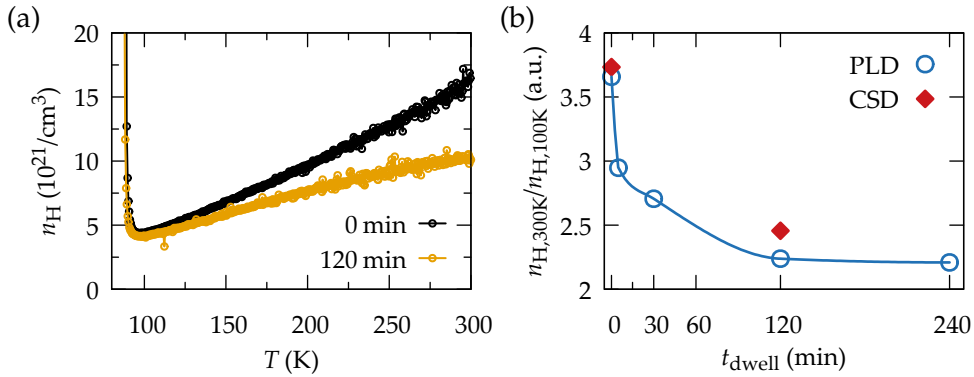 (a)
20
15
10
5
0
n_H (10^21/cm^3)
0 min
120 min
100 150 200 250 300
T (K)
(b)
4
3.5
3
2.5
2
n_H,300K/n_H,100K (a.u.)
PLD
CSD
0 30 60 120 240
t_dwell (min)